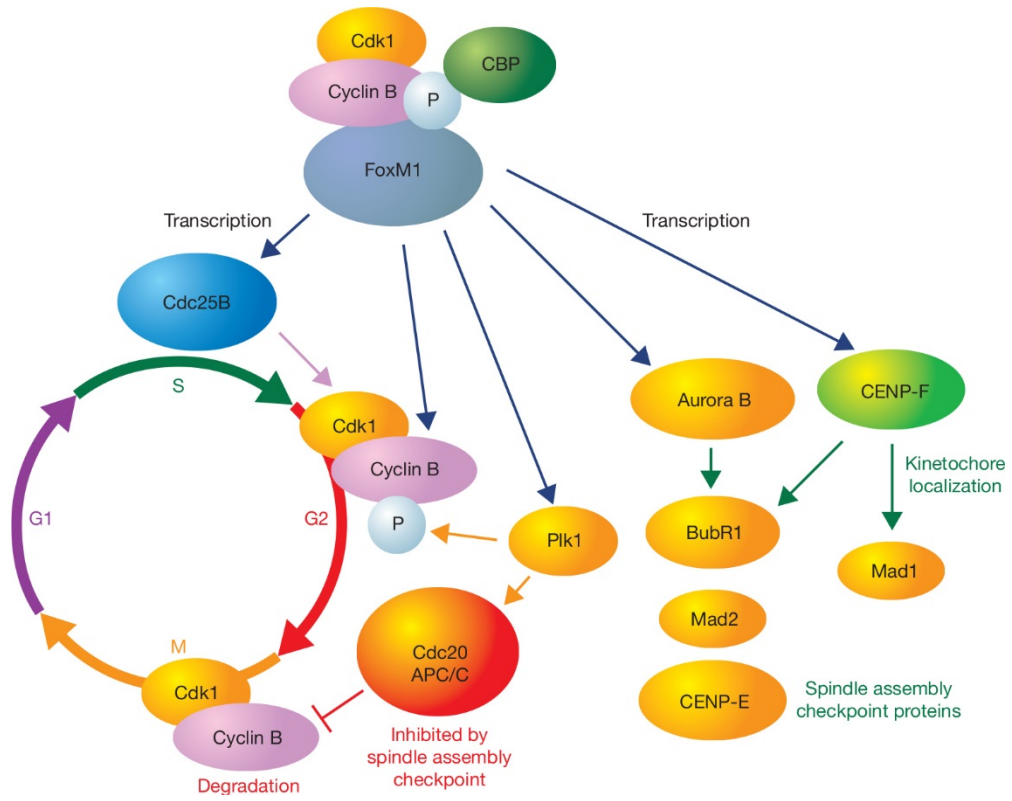 Cdk1
CBP
Cyclin B
P
FoxM1
Transcription
Transcription
Cdc25B
S
Cdk1
Aurora B
CENP-F
Cyclin B
Kinetochore
localization
G1
G2
P
Plk1
BubR1
Mad1
Mad2
M
Cdc20
APC/C
Cdk1
CENP-E
Spindle assembly
checkpoint proteins
Cyclin B
Inhibited by
spindle assembly
checkpoint
Degradation